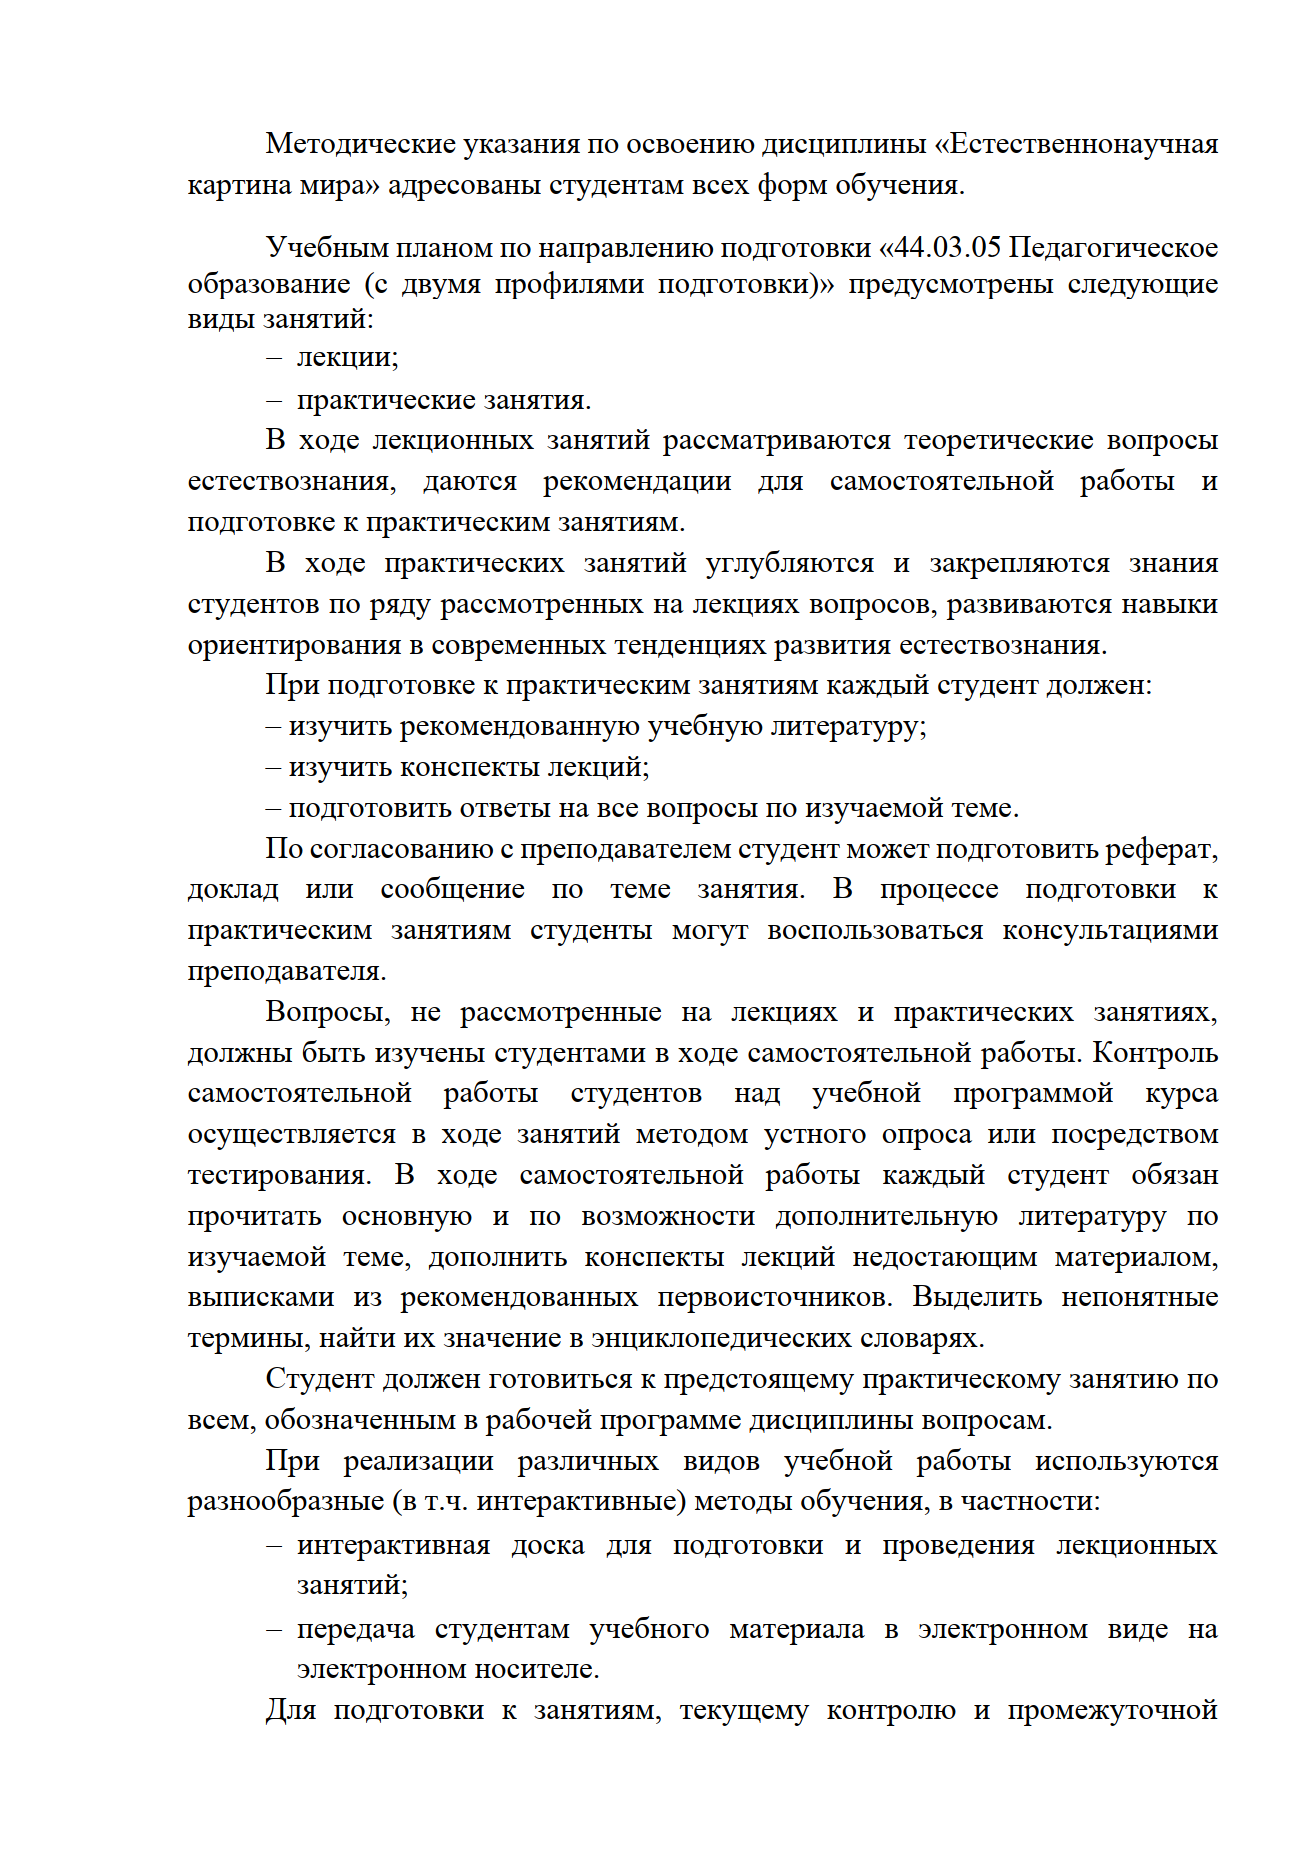 Методические указания по освоению дисциплины «Естественнонаучная
картина мира» адресованы студентам всех форм обучения.
Учебным планом по направлению подготовки «44.03.05 Педагогическое
образование (с двумя профилями подготовки)» предусмотрены следующие
виды занятий:
– лекции;
– практические занятия.
В ходе лекционных занятий рассматриваются теоретические вопросы
естествознания, даются рекомендации для самостоятельной работы и
подготовке к практическим занятиям.
В ходе практических занятий углубляются и закрепляются знания
студентов по ряду рассмотренных на лекциях вопросов, развиваются навыки
ориентирования в современных тенденциях развития естествознания.
При подготовке к практическим занятиям каждый студент должен:
– изучить рекомендованную учебную литературу;
– изучить конспекты лекций;
– подготовить ответы на все вопросы по изучаемой теме.
По согласованию с преподавателем студент может подготовить реферат,
доклад или сообщение по теме занятия. В процессе подготовки к
практическим занятиям студенты могут воспользоваться консультациями
преподавателя.
Вопросы, не рассмотренные на лекциях и практических занятиях,
должны быть изучены студентами в ходе самостоятельной работы. Контроль
самостоятельной работы студентов над учебной программой курса
осуществляется в ходе занятий методом устного опроса или посредством
тестирования. В ходе самостоятельной работы каждый студент обязан
прочитать основную и по возможности дополнительную литературу по
изучаемой теме, дополнить конспекты лекций недостающим материалом,
выписками из рекомендованных первоисточников. Выделить непонятные
термины, найти их значение в энциклопедических словарях.
Студент должен готовиться к предстоящему практическому занятию по
всем, обозначенным в рабочей программе дисциплины вопросам.
При реализации различных видов учебной работы используются
разнообразные (в т.ч. интерактивные) методы обучения, в частности:
– интерактивная доска для подготовки и проведения лекционных
занятий;
– передача студентам учебного материала в электронном виде на
электронном носителе.
Для подготовки к занятиям, текущему контролю и промежуточной